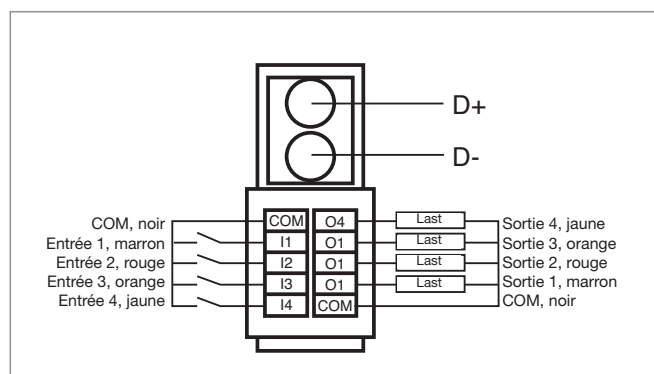 D+
D-
COM, noir
Entrée 1, marron
Entrée 2, rouge
Entrée 3, orange
Entrée 4, jaune
COM
I1
I2
I3
I4
O4
O1
O1
O1
COM
Last
Last
Last
Last
Sortie 4, jaune
Sortie 3, orange
Sortie 2, rouge
Sortie 1, marron
COM, noir